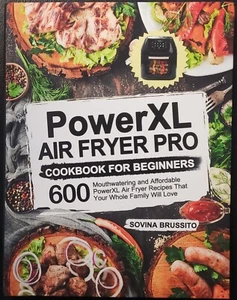 PowerXL
AIR FRYER PRO
COOKBOOK FOR BEGINNERS
600
Mouthwatering and Affordable
PowerXL Air Fryer Recipes That
Your Whole Family Will Love
SOVINA BRUSSITO